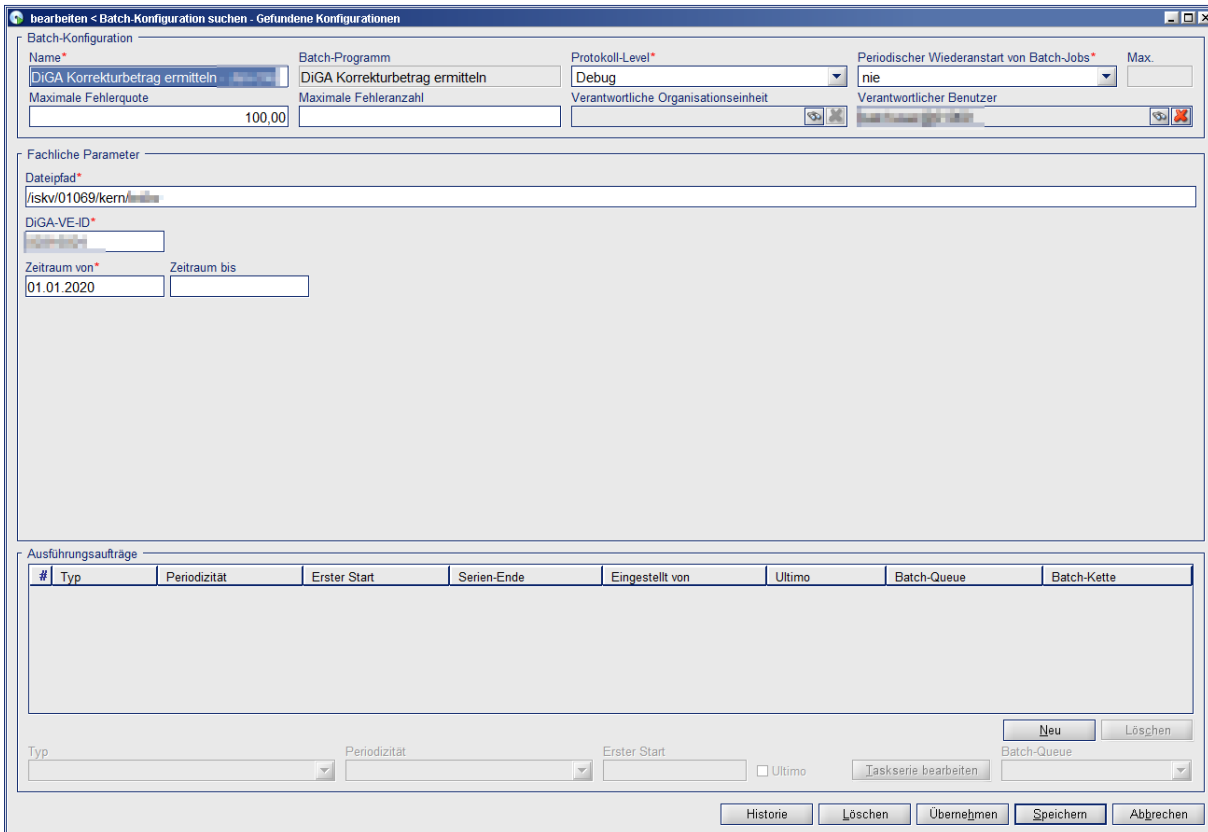 bearbeiten < Batch-Konfiguration suchen - Gefundene Konfigurationen
Batch-Konfiguration
Name* Batch-Programm Protokoll-Level* Periodischer Wiederanstart von Batch-Jobs* Max.
DiGA Korrekturbetrag ermitteln DiGA Korrekturbetrag ermitteln Debug nie
Maximale Fehlerquote Maximale Fehleranzahl Verantwortliche Organisationseinheit Verantwortlicher Benutzer
100,00
Fachliche Parameter
Dateipfad*
/iskv/01069/kern/
DiGA-VE-ID*
Zeitraum von* Zeitraum bis
01.01.2020
Ausführungsaufträge
# Typ Periodizität Erster Start Serien-Ende Eingestellt von Ultimo Batch-Queue Batch-Kette
Neu Löschen
Typ Periodizität Erster Start Batch-Queue
Ultimo Taskserie bearbeiten
Historie Löschen Übernehmen Speichern Abbrechen